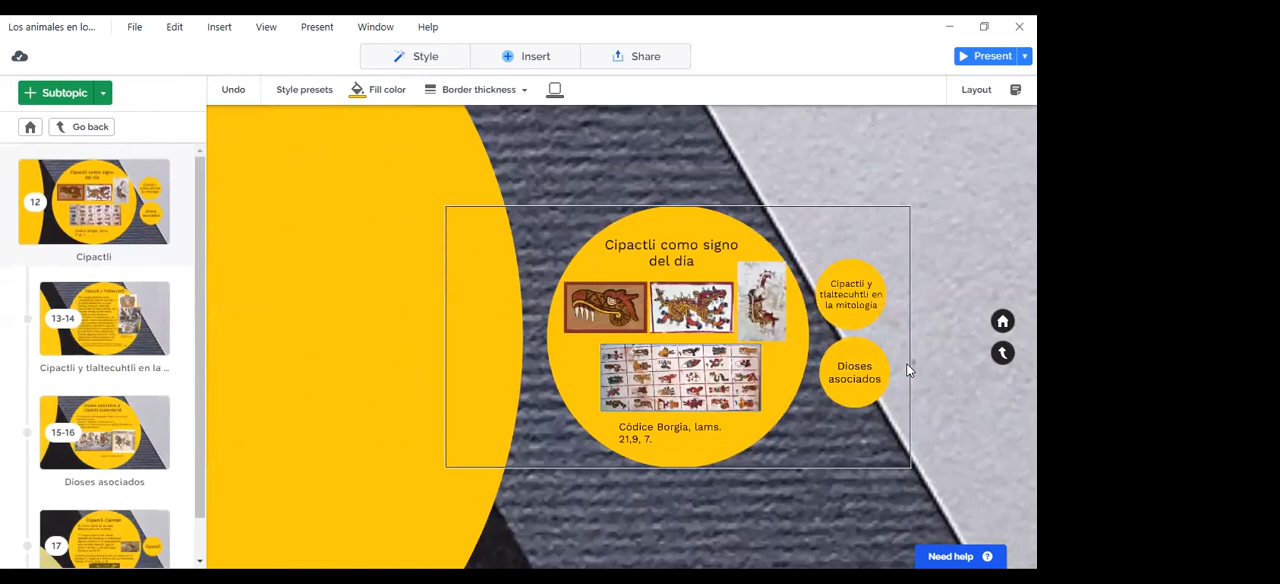 Los animales en lo...
File
Edit
Insert
View
Present
Window
Help
Style
Insert
Share
Present
Subtopic
Undo
Style presets
Fill color
Border thickness
Layout
Go back
12
Cipactli
13-14
Cipactli y tlaltecuhtli en la ...
15-16
Dioses asociados
17
Cipactli como signo
del día
Códice Borgia, lams.
21,9, 7.
Cipactli y
tlaltecuhtli en
la mitología
Dioses
asociados
Need help ?